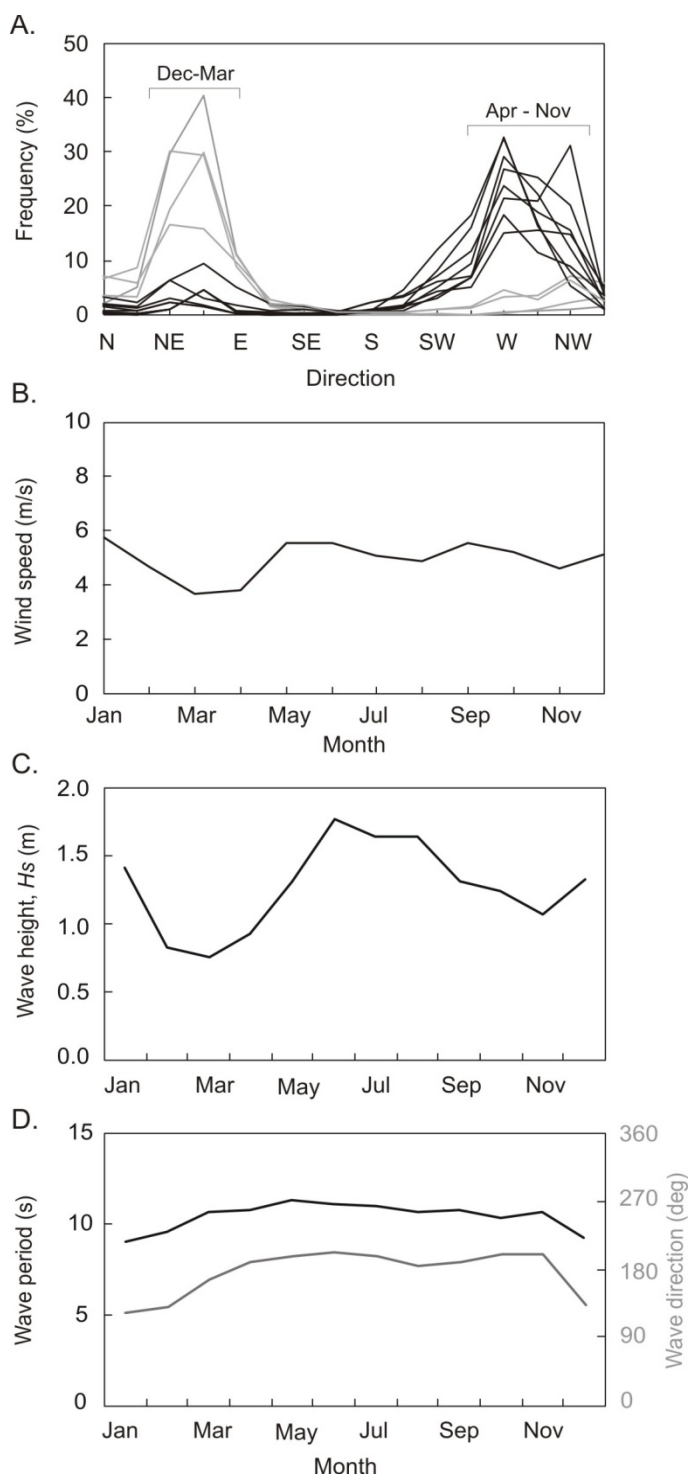 A.
Frequency (%)
50
40
30
20
10
0
Dec-Mar
Apr - Nov
N NE E SE S SW W NW
Direction
B.
Wind speed (m/s)
10
8
6
4
2
0
Jan Mar May Jul Sep Nov
Month
C.
Wave height, Hs (m)
2.0
1.5
1.0
0.5
0.0
Jan Mar May Jul Sep Nov
D.
Wave period (s)
15
10
5
0
360
270
180
90
0
Wave direction (deg)
Jan Mar May Jul Sep Nov
Month